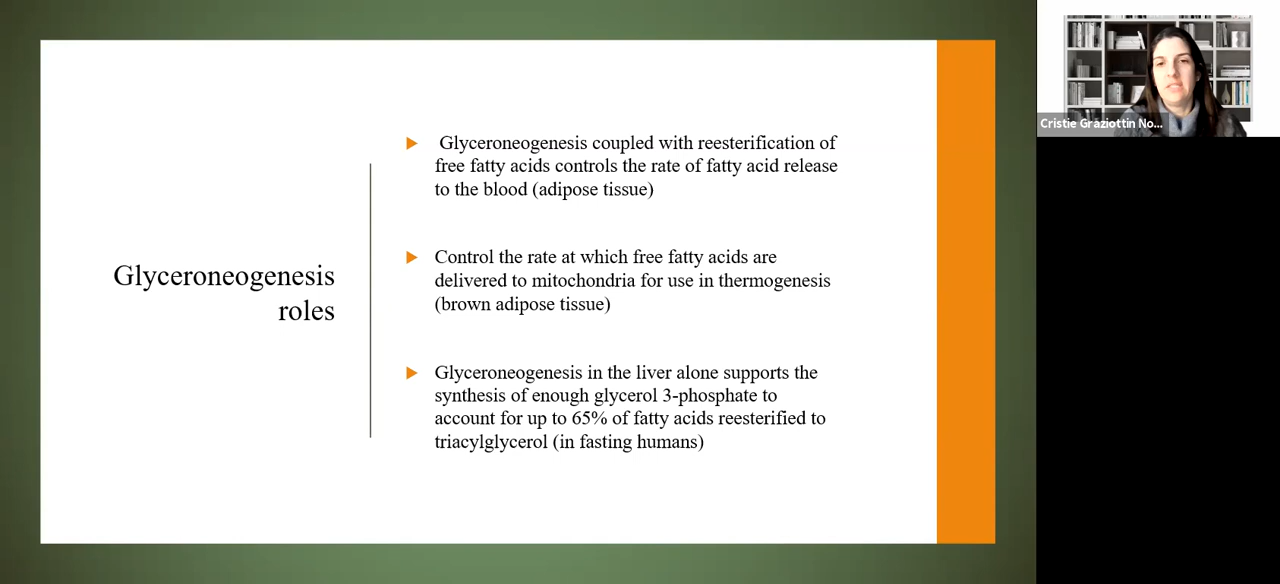 Glyceroneogenesis
roles
Glyceroneogenesis coupled with reesterification of
free fatty acids controls the rate of fatty acid release
to the blood (adipose tissue)
Control the rate at which free fatty acids are
delivered to mitochondria for use in thermogenesis
(brown adipose tissue)
Glyceroneogenesis in the liver alone supports the
synthesis of enough glycerol 3-phosphate to
account for up to 65% of fatty acids reesterified to
triacylglycerol (in fasting humans)
Cristie Graziottin No...